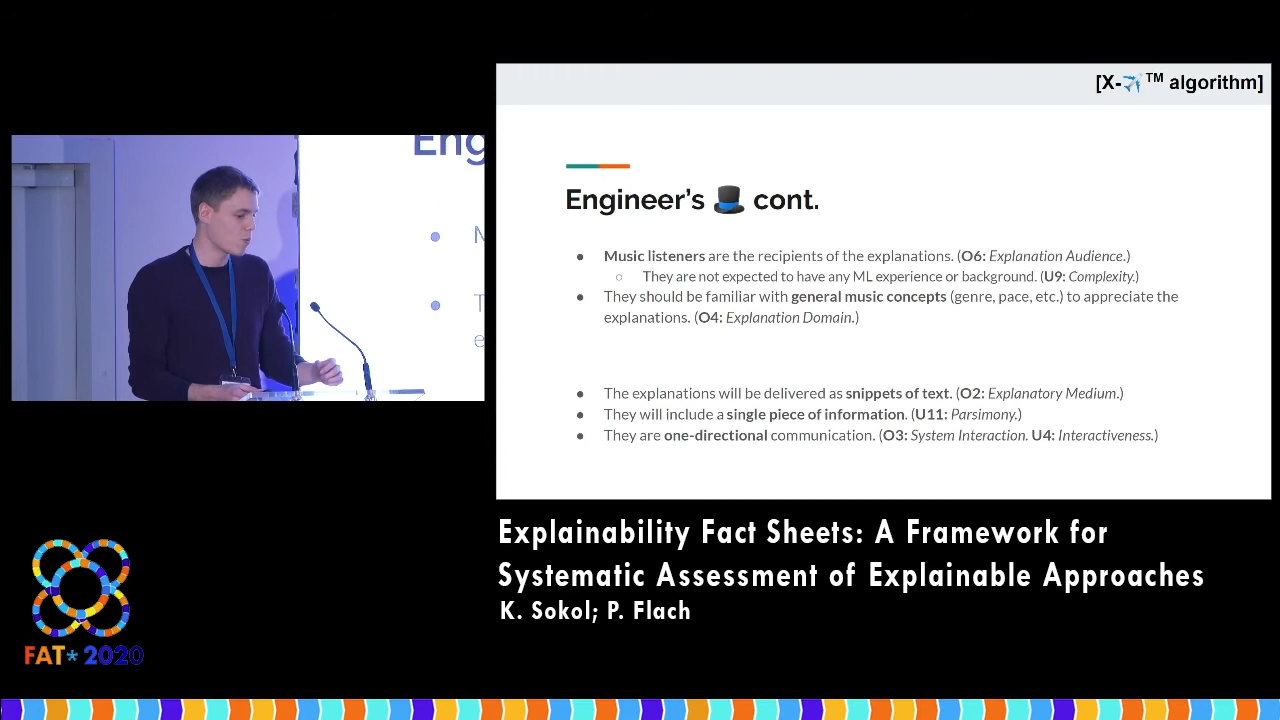 [X-✈️™ algorithm]
Eng
Engineer's 🎩 cont.
● Music listeners are the recipients of the explanations. (O6: Explanation Audience.)
○ They are not expected to have any ML experience or background. (U9: Complexity.)
● They should be familiar with general music concepts (genre, pace, etc.) to appreciate the
explanations. (O4: Explanation Domain.)
● The explanations will be delivered as snippets of text. (O2: Explanatory Medium.)
● They will include a single piece of information. (U11: Parsimony.)
● They are one-directional communication. (O3: System Interaction. U4: Interactiveness.)
Explainability Fact Sheets: A Framework for
Systematic Assessment of Explainable Approaches
K. Sokol; P. Flach
FAT* 2020